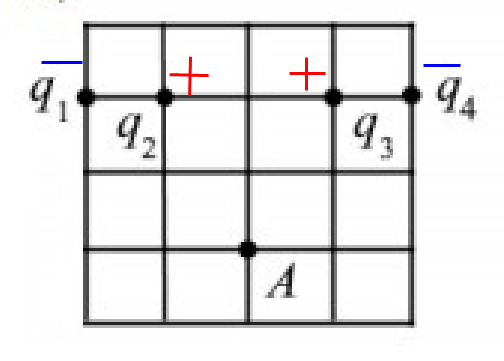 − + + −
q₁ q₄
q₂ q₃
A